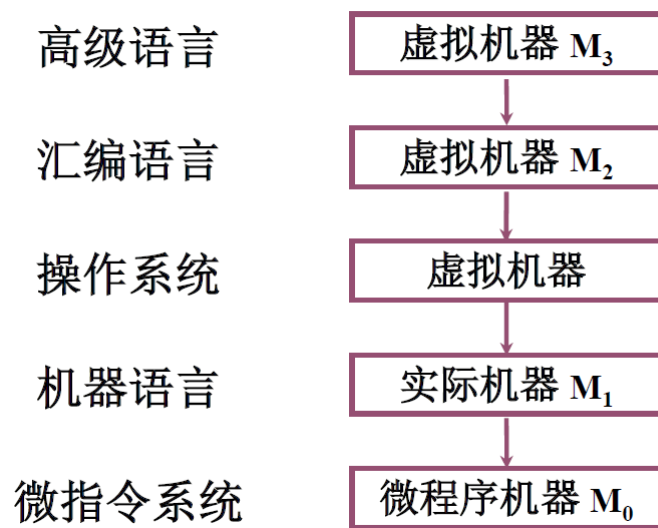 高级语言 虚拟机器 M₃
汇编语言 虚拟机器 M₂
操作系统 虚拟机器
机器语言 实际机器 M₁
微指令系统 微程序机器 M₀